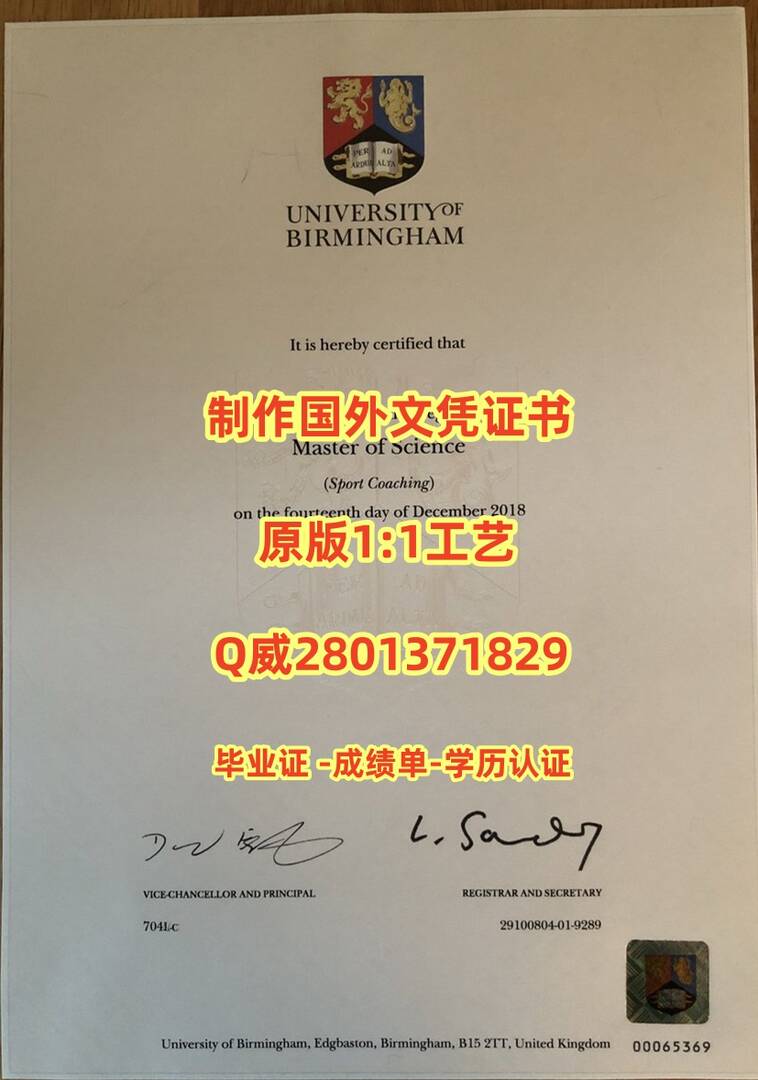 PER AD
ARDUA ALTA
UNIVERSITY OF
BIRMINGHAM
It is hereby certified that
制作国外文凭证书
Master of Science
(Sport Coaching)
on the fourteenth day of December 2018
原版1:1工艺
Q威2801371829
毕业证 -成绩单-学历认证
VICE-CHANCELLOR AND PRINCIPAL
REGISTRAR AND SECRETARY
29100804-01-9289
University of Birmingham, Edgbaston, Birmingham, B15 2TT, United Kingdom
00065369